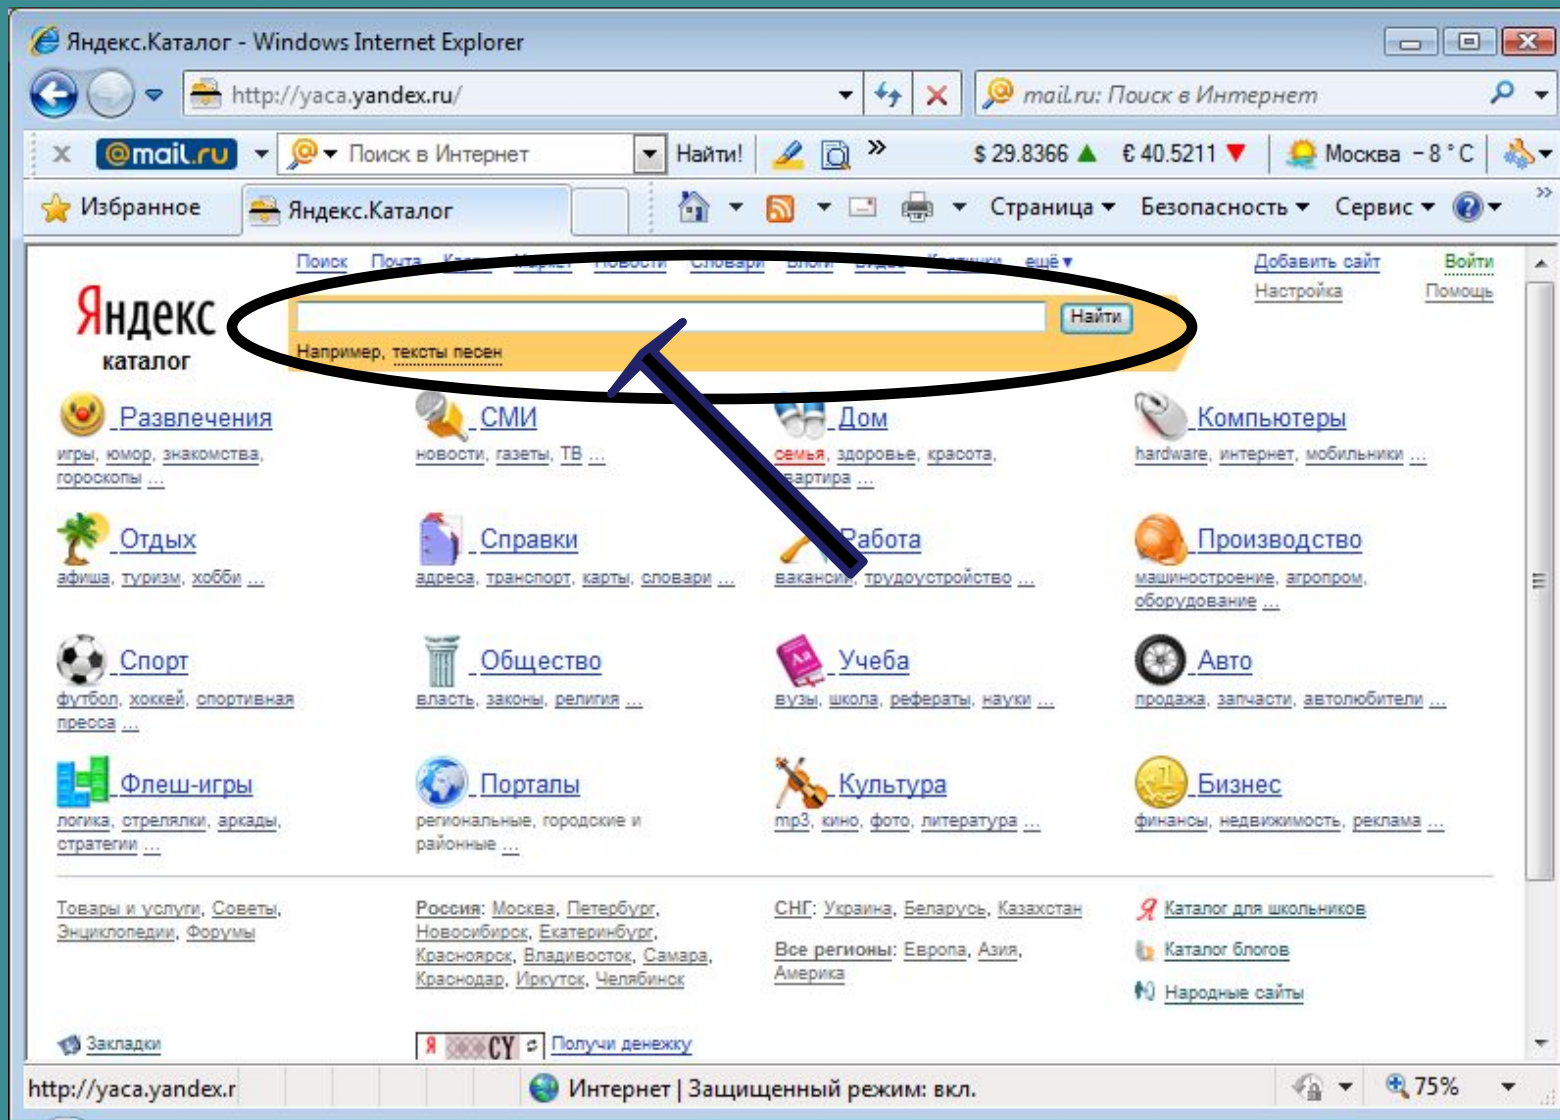 Яндекс.Каталог - Windows Internet Explorer
http://yaca.yandex.ru/
mail.ru: Поиск в Интернет
@mail.ru Поиск в Интернет Найти! $ 29.8366 € 40.5211 Москва -8 °C
Избранное Яндекс.Каталог Страница Безопасность Сервис
Поиск Почта Карты Маркет Новости Словари Блоги Видео Картинки ещё Добавить сайт Войти
Настройка Помощь
Яндекс
каталог
Найти
Например, тексты песен
Развлечения
игры, юмор, знакомства,
гороскопы ...
СМИ
новости, газеты, ТВ ...
Дом
семья, здоровье, красота,
квартира ...
Компьютеры
hardware, интернет, мобильники ...
Отдых
афиша, туризм, хобби ...
Справки
адреса, транспорт, карты, словари ...
Работа
вакансии, трудоустройство ...
Производство
машиностроение, агропром,
оборудование ...
Спорт
футбол, хоккей, спортивная
пресса ...
Общество
власть, законы, религия ...
Учеба
вузы, школа, рефераты, науки ...
Авто
продажа, запчасти, автолюбители ...
Флеш-игры
логика, стрелялки, аркады,
стратегии ...
Порталы
региональные, городские и
районные ...
Культура
mp3, кино, фото, литература ...
Бизнес
финансы, недвижимость, реклама ...
Товары и услуги, Советы,
Энциклопедии, Форумы
Россия: Москва, Петербург,
Новосибирск, Екатеринбург,
Красноярск, Владивосток, Самара,
Краснодар, Иркутск, Челябинск
СНГ: Украина, Беларусь, Казахстан
Все регионы: Европа, Азия,
Америка
Каталог для школьников
Каталог блогов
Народные сайты
Закладки
Я CY Получи денежку
http://yaca.yandex.r Интернет | Защищенный режим: вкл. 75%